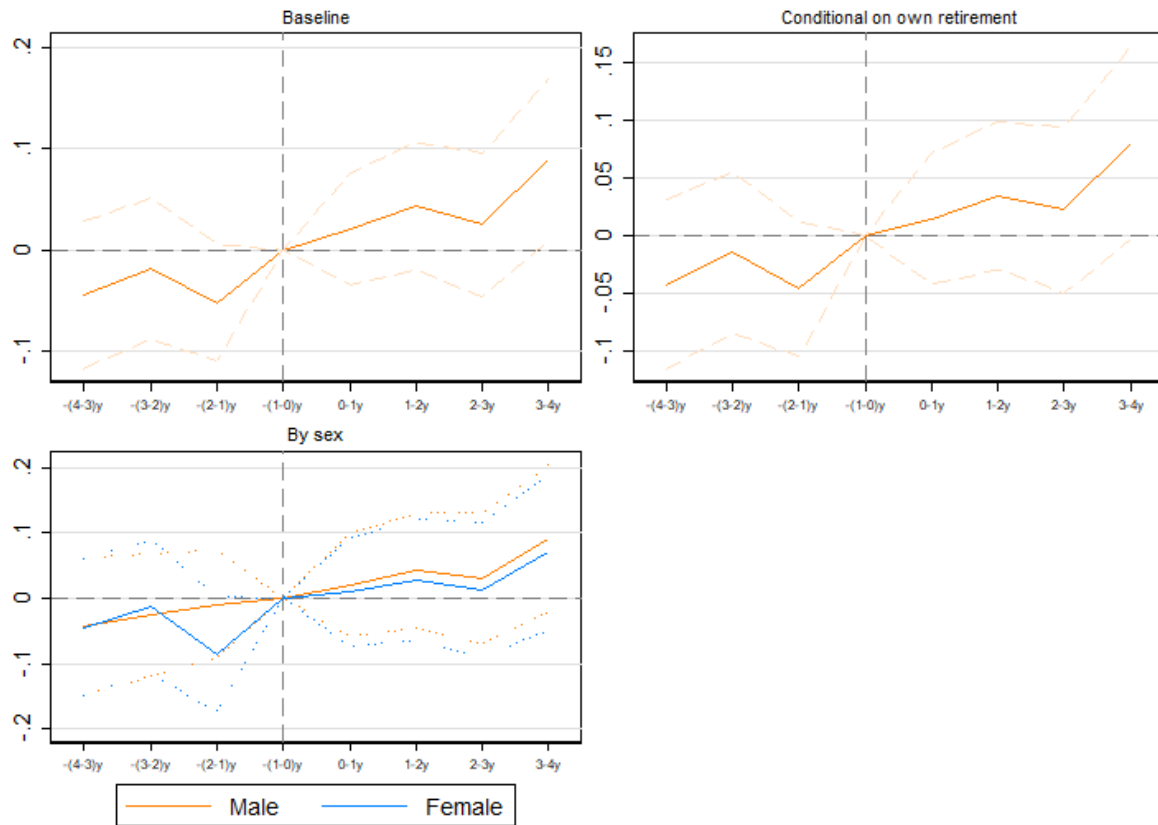 Baseline
.2
.1
0
-.1
-(4-3)y -(3-2)y -(2-1)y -(1-0)y 0-1y 1-2y 2-3y 3-4y
Conditional on own retirement
.15
.1
.05
0
-.05
-.1
-(4-3)y -(3-2)y -(2-1)y -(1-0)y 0-1y 1-2y 2-3y 3-4y
By sex
.2
.1
0
-.1
-.2
-(4-3)y -(3-2)y -(2-1)y -(1-0)y 0-1y 1-2y 2-3y 3-4y
Male Female